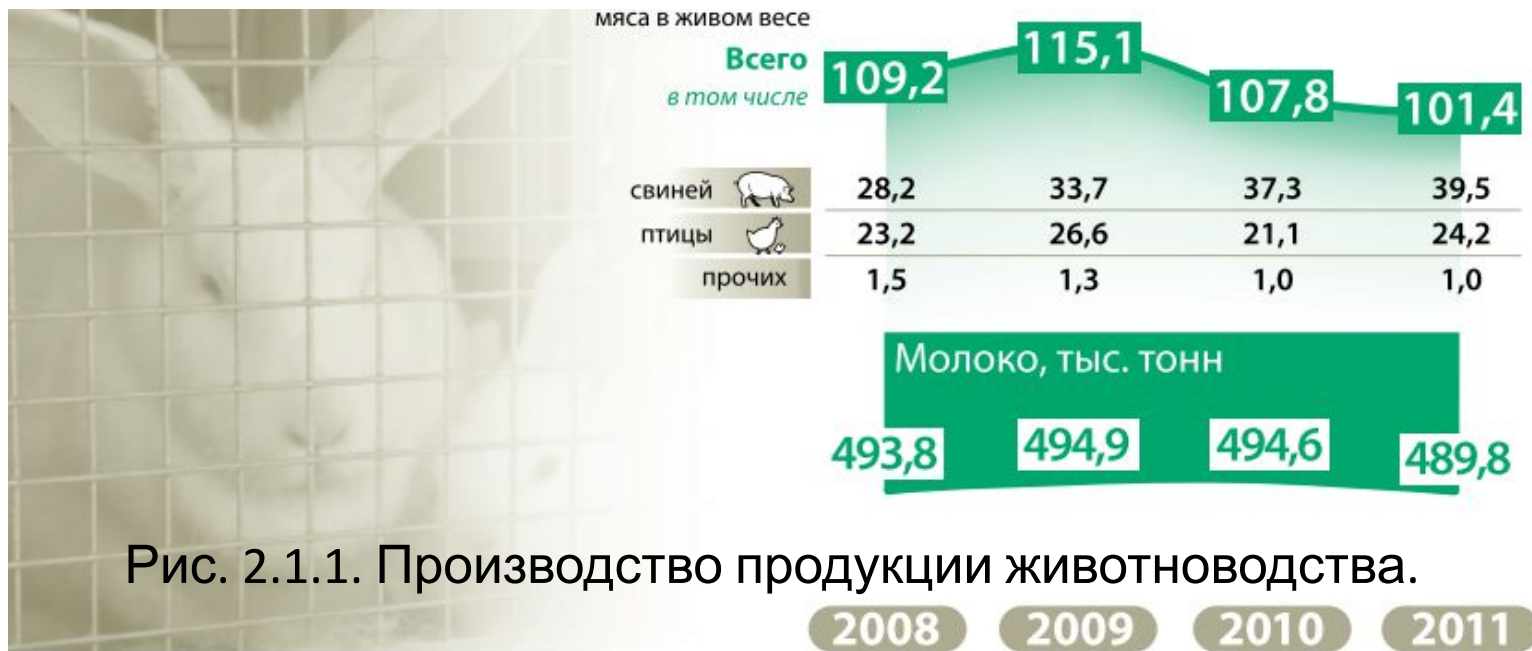 мяса в живом весе
Всего 109,2 115,1 107,8 101,4
в том числе
свиней 28,2 33,7 37,3 39,5
птицы 23,2 26,6 21,1 24,2
прочих 1,5 1,3 1,0 1,0
Молоко, тыс. тонн
493,8 494,9 494,6 489,8
Рис. 2.1.1. Производство продукции животноводства.
2008 2009 2010 2011